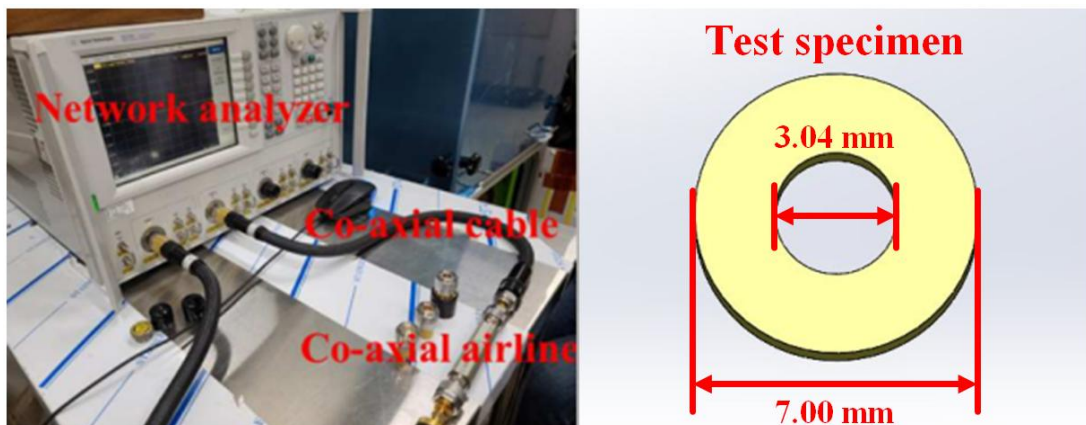 Network analyzer
Co-axial cable
Co-axial airline
Test specimen
3.04 mm
7.00 mm